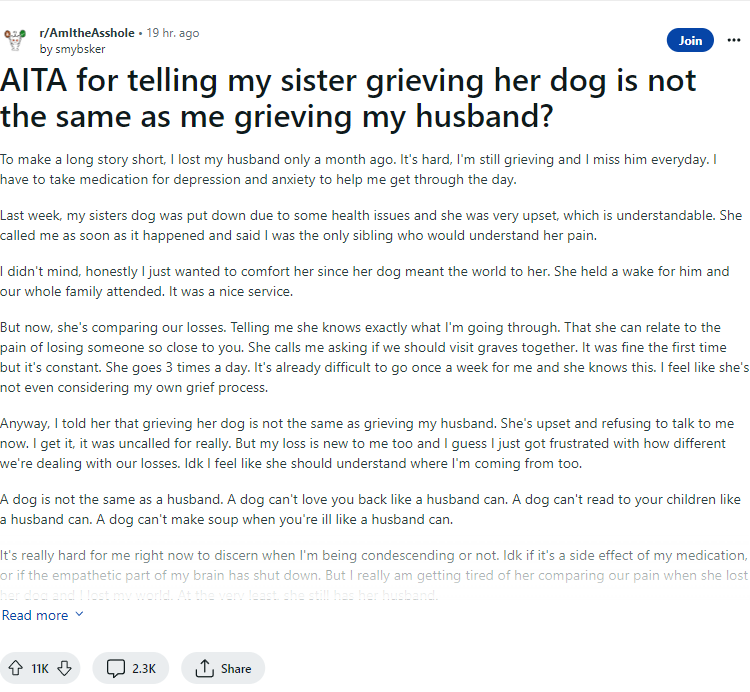 r/AmItheAsshole • 19 hr. ago
by smybsker
Join
AITA for telling my sister grieving her dog is not
the same as me grieving my husband?
To make a long story short, I lost my husband only a month ago. It's hard, I'm still grieving and I miss him everyday. I
have to take medication for depression and anxiety to help me get through the day.
Last week, my sisters dog was put down due to some health issues and she was very upset, which is understandable. She
called me as soon as it happened and said I was the only sibling who would understand her pain.
I didn't mind, honestly I just wanted to comfort her since her dog meant the world to her. She held a wake for him and
our whole family attended. It was a nice service.
But now, she's comparing our losses. Telling me she knows exactly what I'm going through. That she can relate to the
pain of losing someone so close to you. She calls me asking if we should visit graves together. It was fine the first time
but it's constant. She goes 3 times a day. It's already difficult to go once a week for me and she knows this. I feel like she's
not even considering my own grief process.
Anyway, I told her that grieving her dog is not the same as grieving my husband. She's upset and refusing to talk to me
now. I get it, it was uncalled for really. But my loss is new to me too and I guess I just got frustrated with how different
we're dealing with our losses. Idk I feel like she should understand where I'm coming from too.
A dog is not the same as a husband. A dog can't love you back like a husband can. A dog can't read to your children like
a husband can. A dog can't make soup when you're ill like a husband can.
It's really hard for me right now to discern when I'm being condescending or not. Idk if it's a side effect of my medication,
or if the empathetic part of my brain has shut down. But I really am getting tired of her comparing our pain when she lost
her dog and I lost my world. At the very least, she still has her husband.
Read more
11K
2.3K
Share